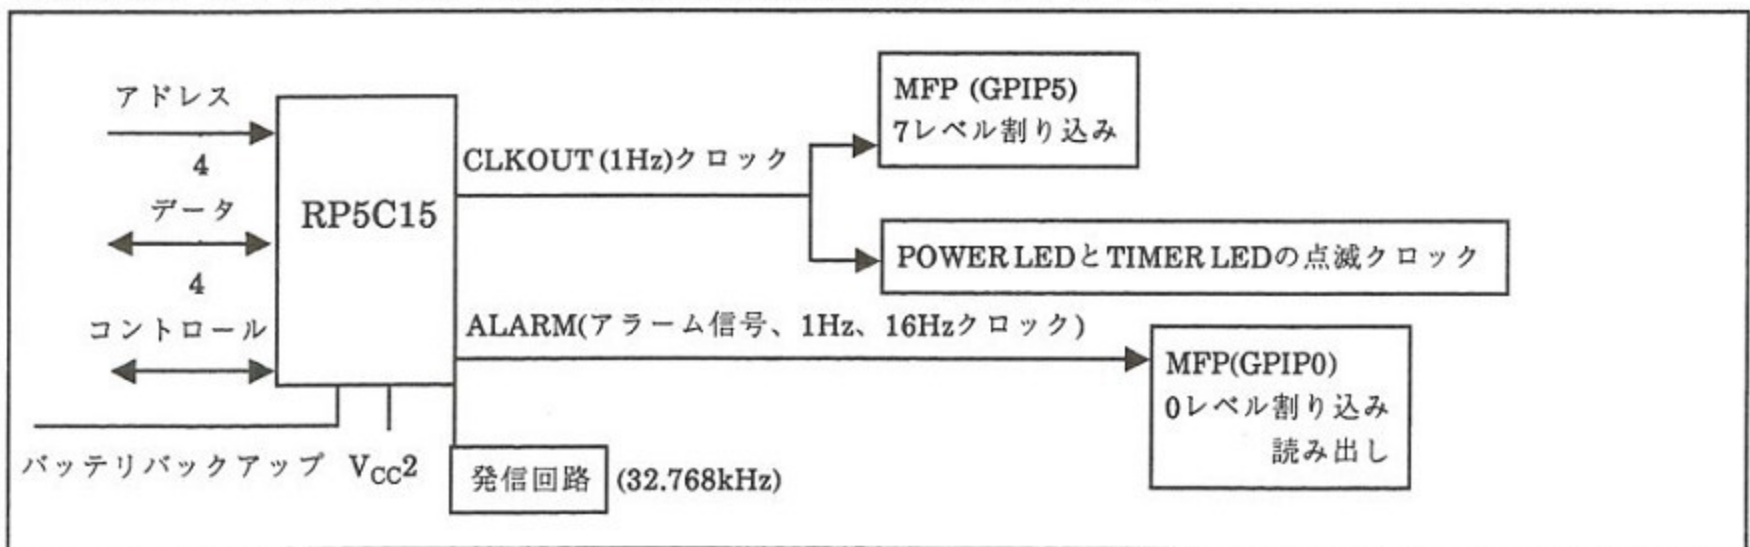 アドレス
4
データ
4
コントロール
RP5C15
CLKOUT(1Hz)クロック
MFP (GPIP5)
7レベル割り込み
POWER LEDとTIMER LEDの点滅クロック
ALARM(アラーム信号、1Hz、16Hzクロック)
MFP(GPIP0)
0レベル割り込み
読み出し
バッテリバックアップ VCC2
発信回路 (32.768kHz)